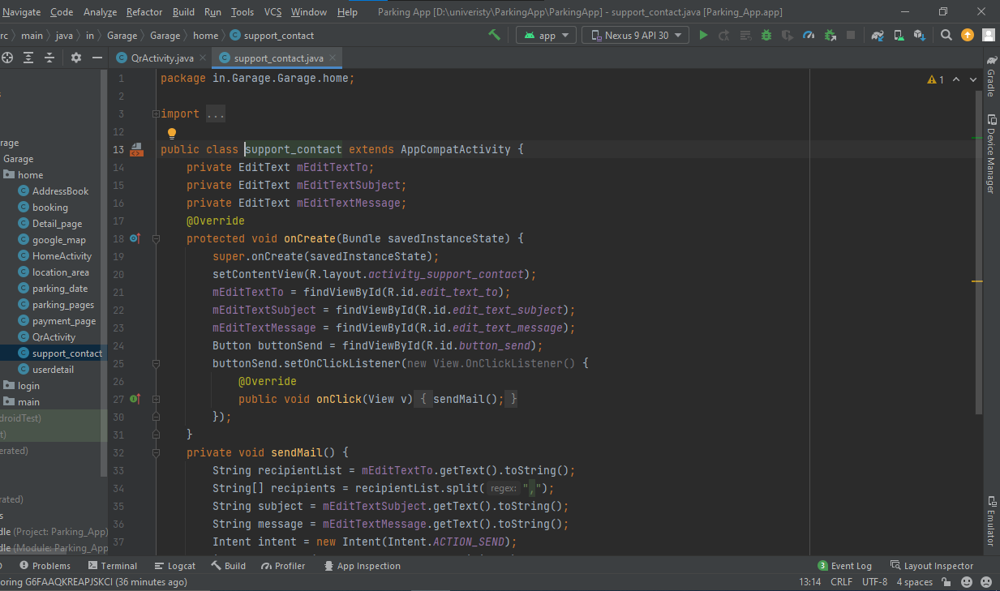 Navigate Code Analyze Refactor Build Run Tools VCS Window Help Parking App [D:\univeristy\ParkingApp\ParkingApp] - support_contact.java [Parking_App.app]
rc main java in Garage Garage home support_contact app Nexus 9 API 30
QrActivity.java support_contact.java
1 package in.Garage.Garage.home;
2
3 import ...
12
13 public class support_contact extends AppCompatActivity {
14 private EditText mEditTextTo;
15 private EditText mEditTextSubject;
16 private EditText mEditTextMessage;
17 @Override
18 protected void onCreate(Bundle savedInstanceState) {
19 super.onCreate(savedInstanceState);
20 setContentView(R.layout.activity_support_contact);
21 mEditTextTo = findViewById(R.id.edit_text_to);
22 mEditTextSubject = findViewById(R.id.edit_text_subject);
23 mEditTextMessage = findViewById(R.id.edit_text_message);
24 Button buttonSend = findViewById(R.id.button_send);
25 buttonSend.setOnClickListener(new View.OnClickListener() {
26 @Override
27 public void onClick(View v) { sendMail(); }
30 });
31 }
32 private void sendMail() {
33 String recipientList = mEditTextTo.getText().toString();
34 String[] recipients = recipientList.split( regex: ",");
35 String subject = mEditTextSubject.getText().toString();
36 String message = mEditTextMessage.getText().toString();
37 Intent intent = new Intent(Intent.ACTION_SEND);
1
rage
Garage
home
AddressBook
booking
Detail_page
google_map
HomeActivity
location_area
parking_date
parking_pages
payment_page
QrActivity
support_contact
userdetail
login
main
droidTest)
t)
erated)
rated)
s
dle (Project: Parking_App)
dle (Module: Parking_App
Gradle
Device Manager
Emulator
Problems Terminal Logcat Build Profiler App Inspection 3 Event Log Layout Inspector
oring G6FAAQKREAPJSKCI (36 minutes ago) 13:14 CRLF UTF-8 4 spaces